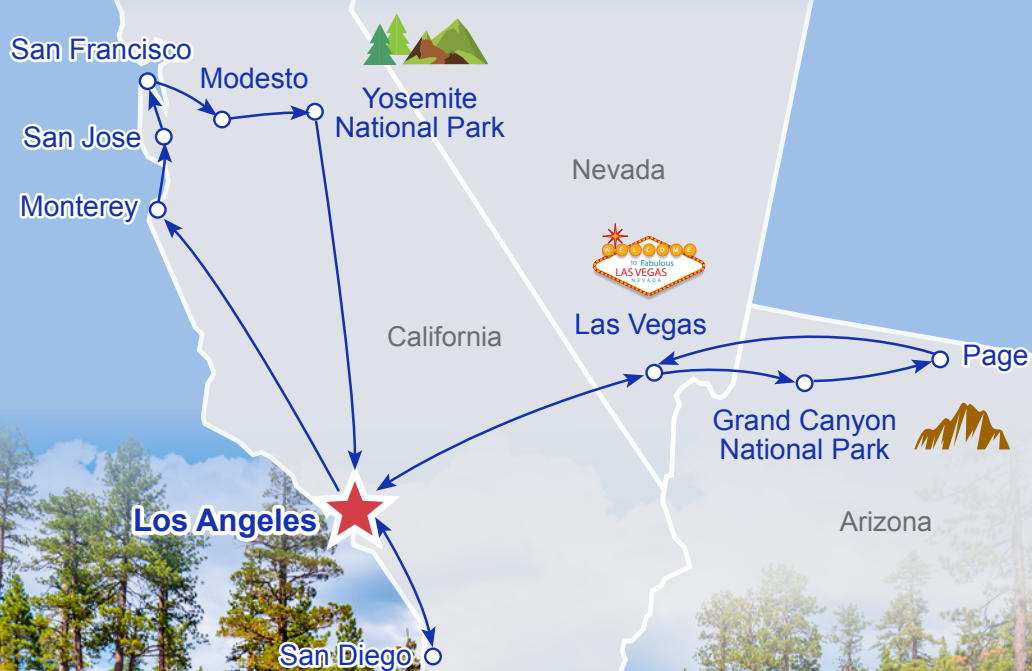 San Francisco
Modesto
Yosemite
National Park
San Jose
Nevada
Monterey
WELCOME
TO Fabulous
LAS VEGAS
NEVADA
Las Vegas
California
Page
Grand Canyon
National Park
Los Angeles
Arizona
San Diego